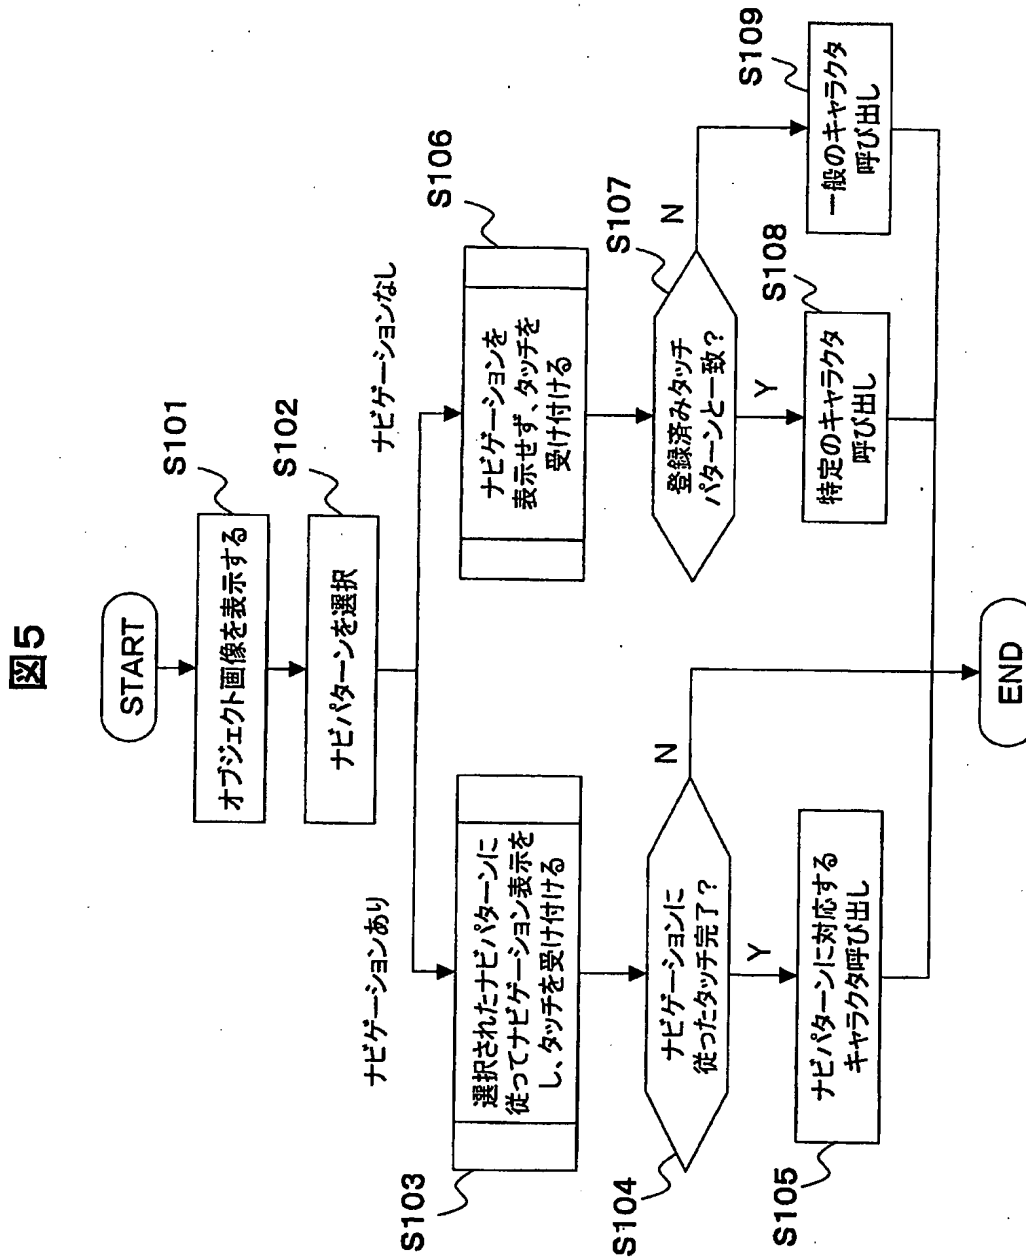 図5
START
オブジェクト画像を表示する
S101
ナビパターンを選択
S102
ナビゲーションあり
ナビゲーションなし
選択されたナビパターンに
従ってナビゲーション表示を
し、タッチを受け付ける
S103
ナビゲーションを
表示せず、タッチを
受け付ける
S106
ナビゲーションに
従ったタッチ完了？
S104
N
Y
登録済みタッチ
パターンと一致？
S107
N
Y
ナビパターンに対応する
キャラクタ呼び出し
S105
特定のキャラクタ
呼び出し
S108
一般のキャラクタ
呼び出し
S109
END